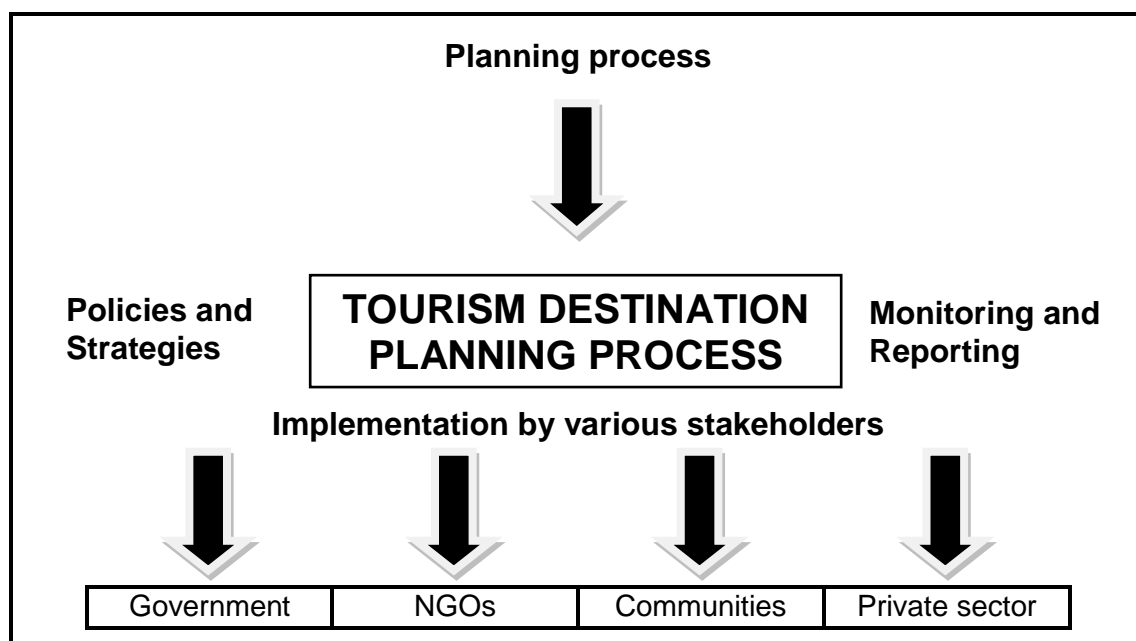 Planning process
Policies and
Strategies
TOURISM DESTINATION
PLANNING PROCESS
Monitoring and
Reporting
Implementation by various stakeholders
Government
NGOs
Communities
Private sector